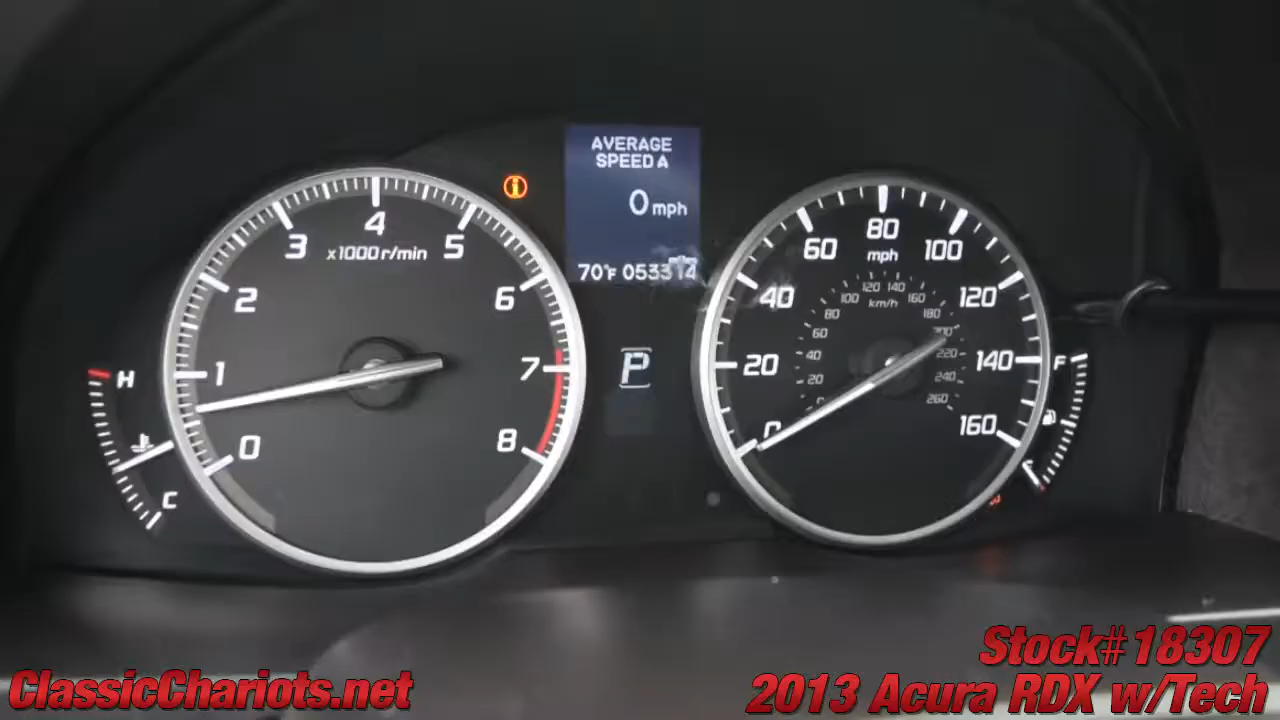 AVERAGE
SPEED A
0 mph
70°F 053314
0 1 2 3 4 5 6 7 8
x1000 r/min
H
C
P
0 20 40 60 80 100 120 140 160
mph
0 20 40 60 80 100 120 140 160 180 200 220 240 260
km/h
F
Stock# 18307
ClassicChariots.net
2013 Acura RDX w/Tech